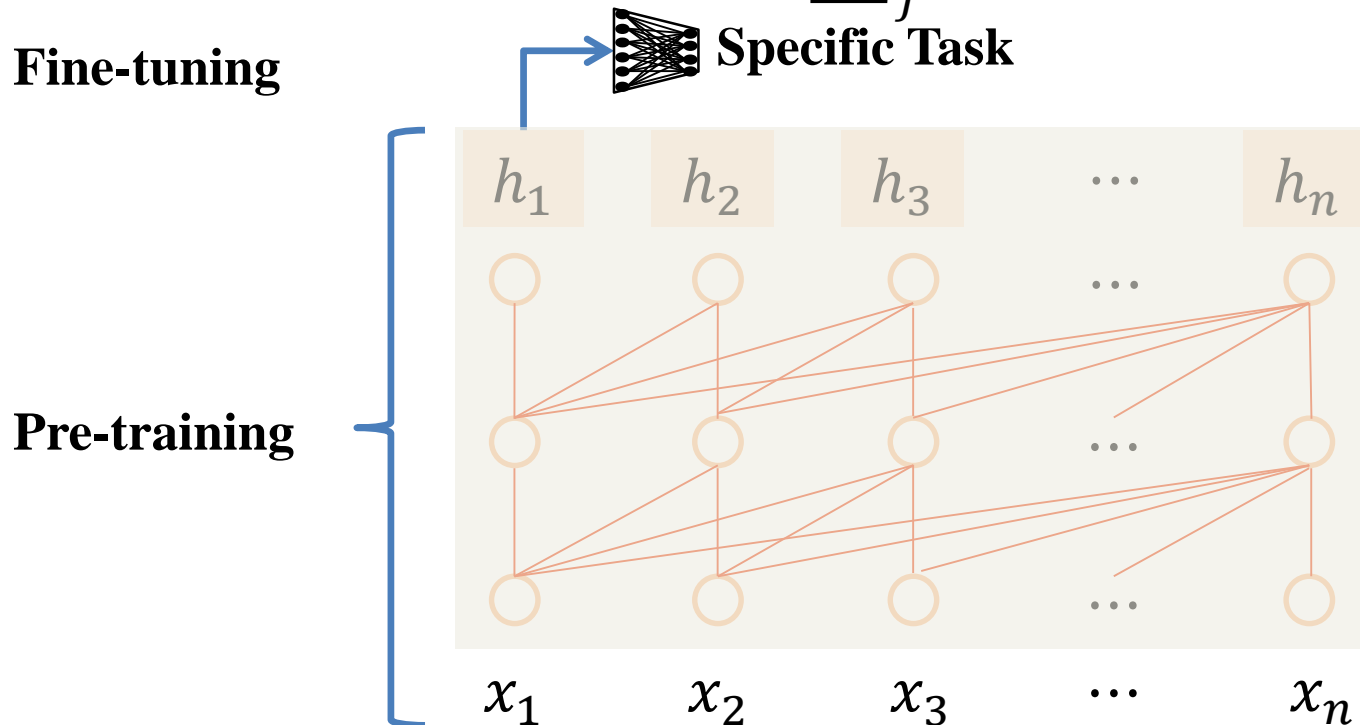 j
Fine-tuning Specific Task
h₁ h₂ h₃ ⋯ hₙ
⋯
Pre-training ⋯
⋯
x₁ x₂ x₃ ⋯ xₙ